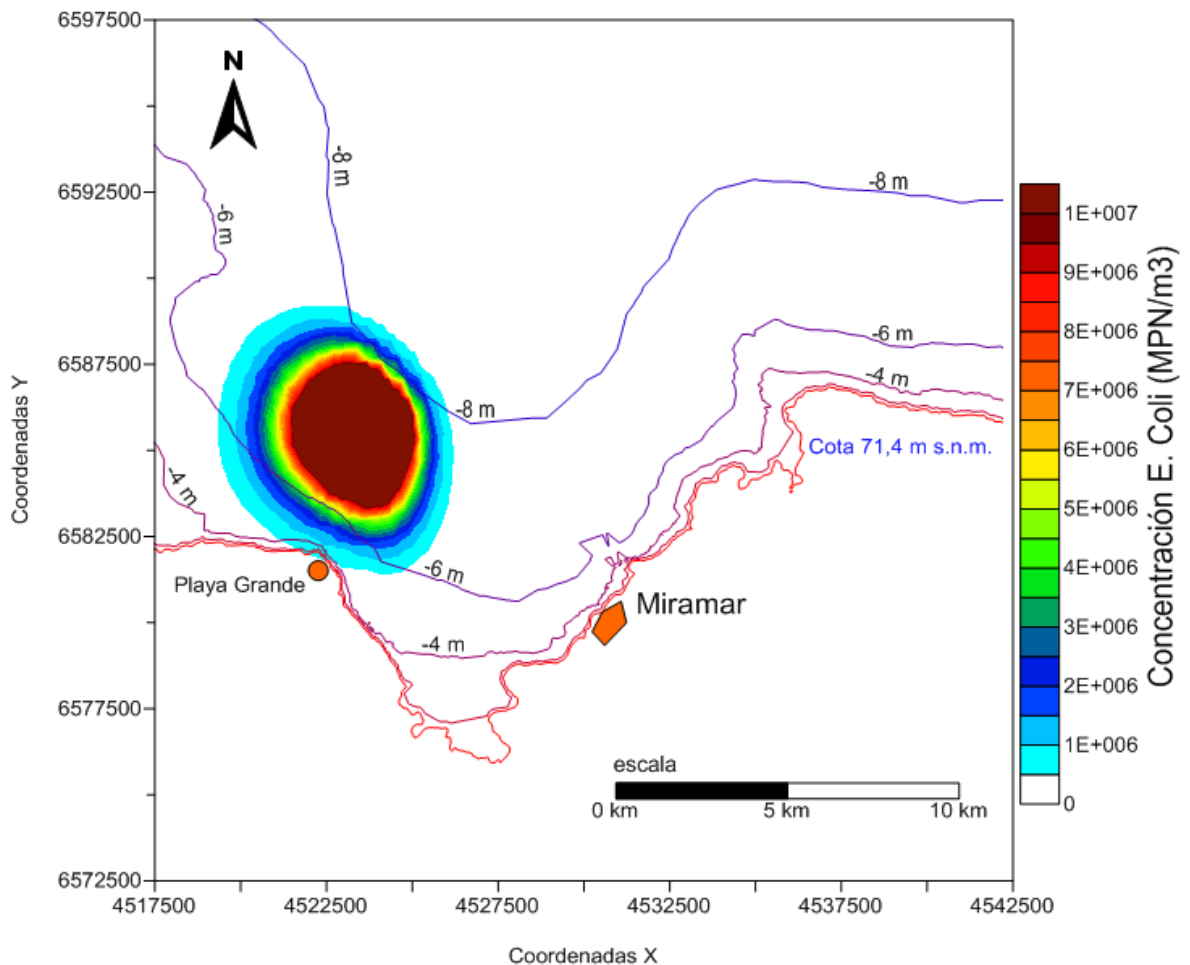 6597500
6592500
6587500
6582500
6577500
6572500
Coordenadas Y
N
-8 m
-6 m
-4 m
-8 m
-8 m
-6 m
-4 m
Cota 71,4 m s.n.m.
-6 m
-4 m
Playa Grande
Miramar
escala
0 km
5 km
10 km
4517500
4522500
4527500
4532500
4537500
4542500
Coordenadas X
1E+007
9E+006
8E+006
7E+006
6E+006
5E+006
4E+006
3E+006
2E+006
1E+006
0
Concentración E. Coli (MPN/m3)